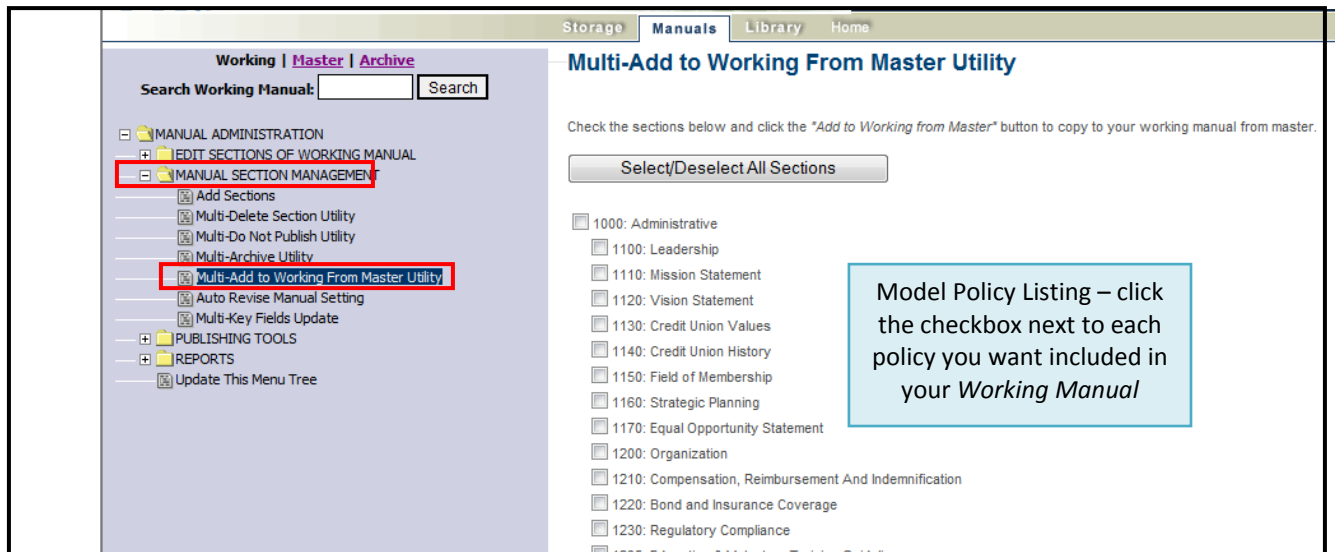 Storage Manuals Library Home
Working | Master | Archive
Search Working Manual: Search
MANUAL ADMINISTRATION
EDIT SECTIONS OF WORKING MANUAL
MANUAL SECTION MANAGEMENT
Add Sections
Multi-Delete Section Utility
Multi-Do Not Publish Utility
Multi-Archive Utility
Multi-Add to Working From Master Utility
Auto Revise Manual Setting
Multi-Key Fields Update
PUBLISHING TOOLS
REPORTS
Update This Menu Tree
Multi-Add to Working From Master Utility
Check the sections below and click the "Add to Working from Master" button to copy to your working manual from master.
Select/Deselect All Sections
1000: Administrative
1100: Leadership
1110: Mission Statement
1120: Vision Statement
1130: Credit Union Values
1140: Credit Union History
1150: Field of Membership
1160: Strategic Planning
1170: Equal Opportunity Statement
1200: Organization
1210: Compensation, Reimbursement And Indemnification
1220: Bond and Insurance Coverage
1230: Regulatory Compliance
Model Policy Listing – click
the checkbox next to each
policy you want included in
your Working Manual